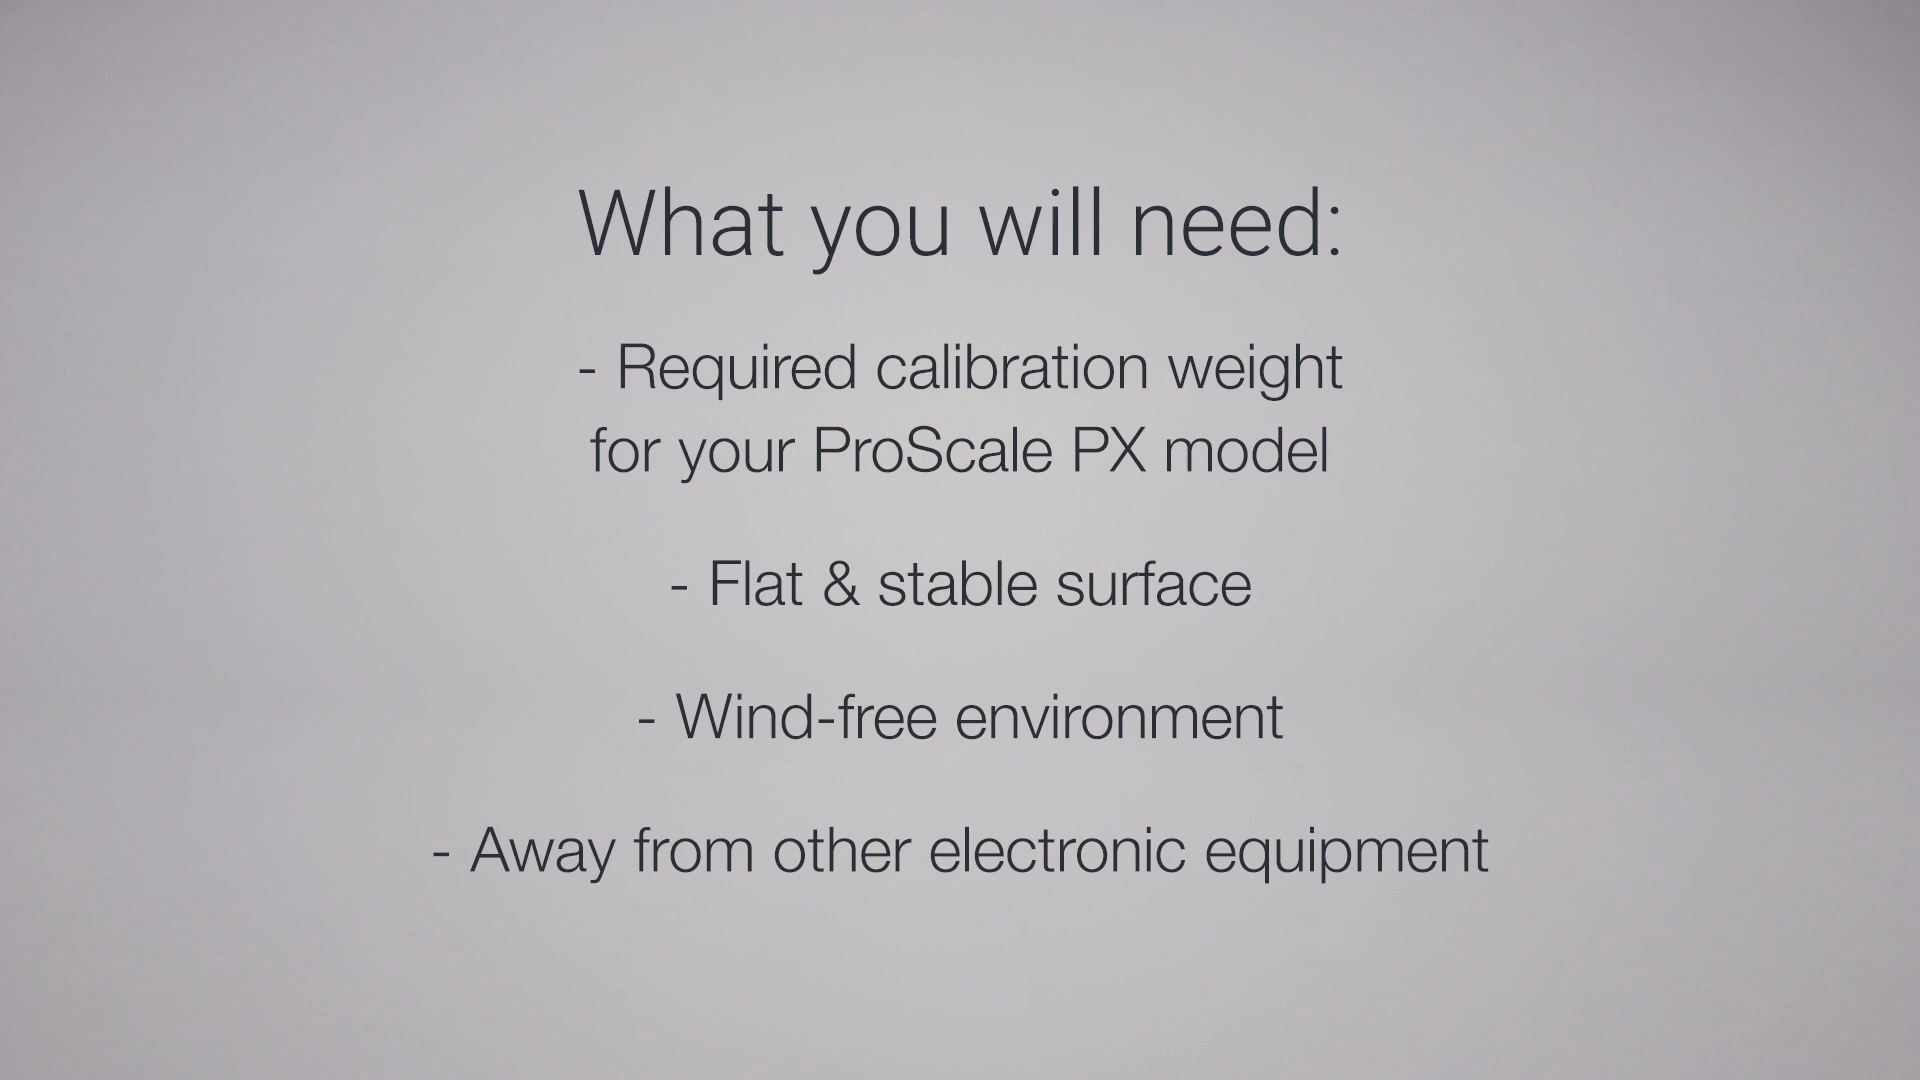 What you will need:
- Required calibration weight
for your ProScale PX model
- Flat & stable surface
- Wind-free environment
- Away from other electronic equipment